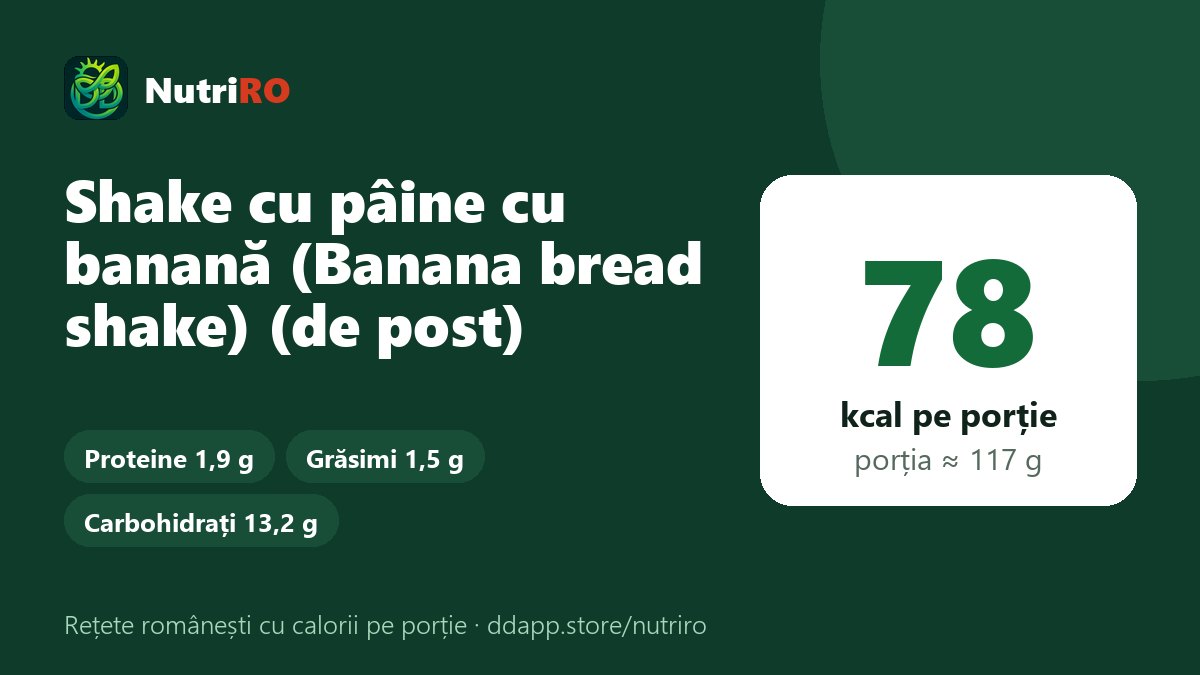 NutriRO
Shake cu pâine cu
banană (Banana bread
shake) (de post)
78
kcal pe porție
porția ≈ 117 g
Proteine 1,9 g
Grăsimi 1,5 g
Carbohidrați 13,2 g
Rețete românești cu calorii pe porție · ddapp.store/nutriro